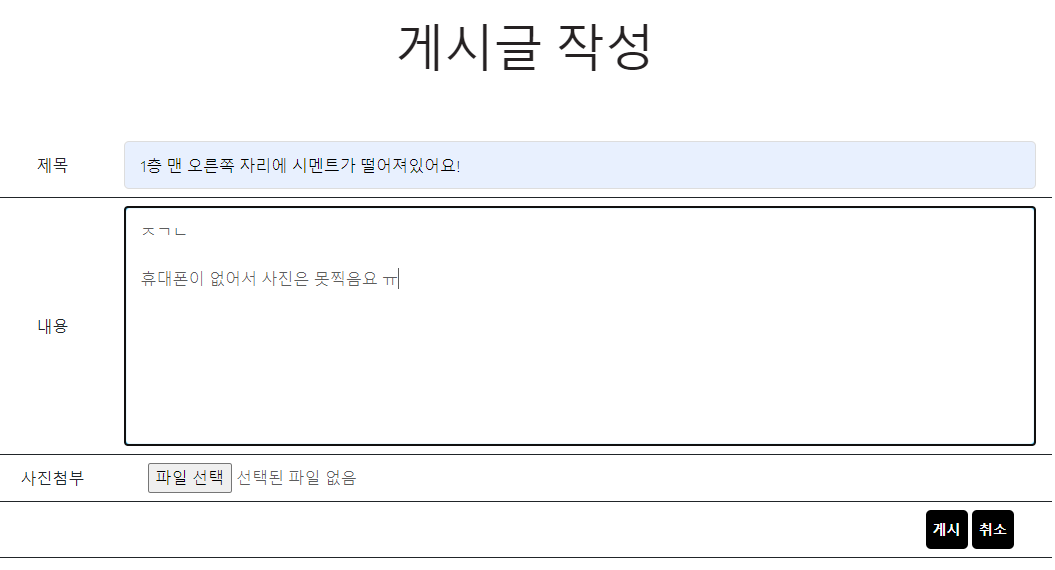 게시글 작성
제목
1층 맨 오른쪽 자리에 시멘트가 떨어져있어요!
내용
ㅈㄱㄴ
휴대폰이 없어서 사진은 못찍음요 ㅠ
사진첨부
파일 선택 선택된 파일 없음
게시 취소